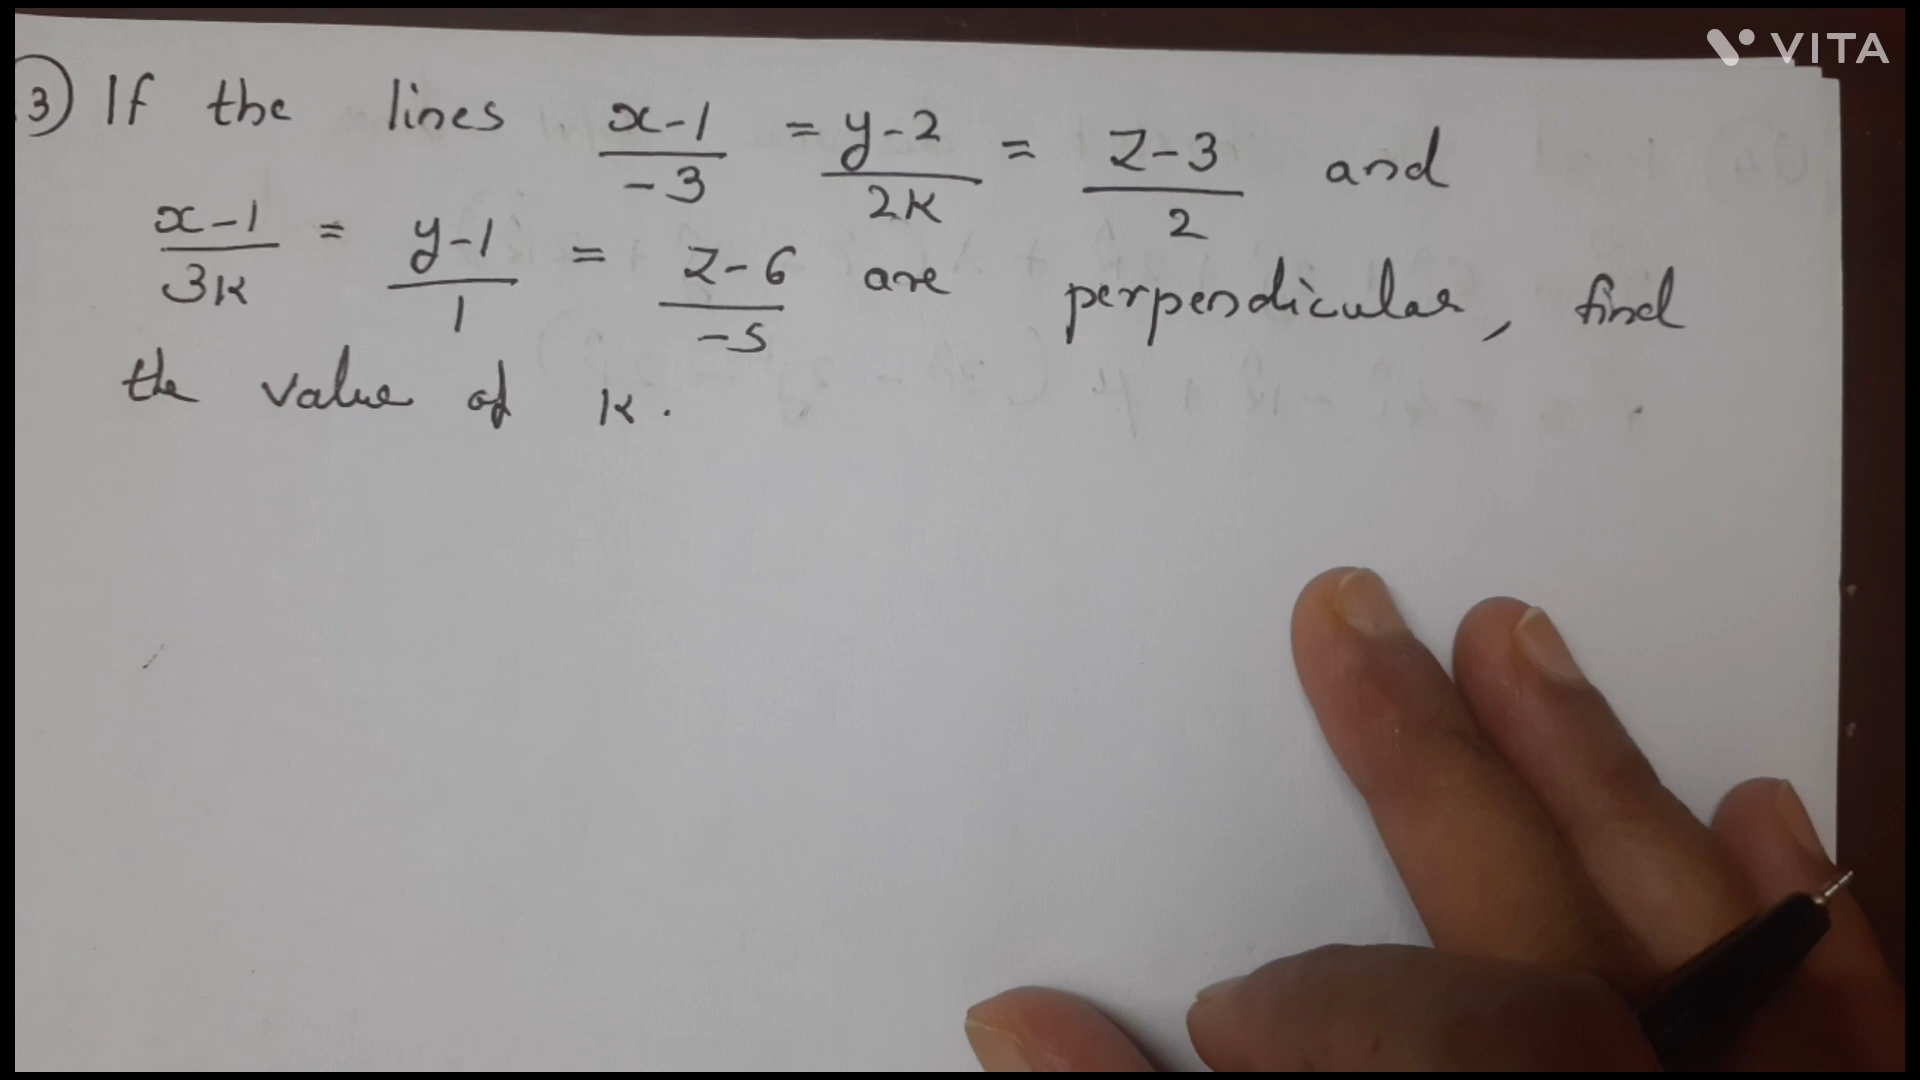 VITA
3) If the lines x-1/-3 = y-2/2k = z-3/2 and
x-1/3k = y-1/1 = z-6/-5 are perpendicular, find
the value of k.